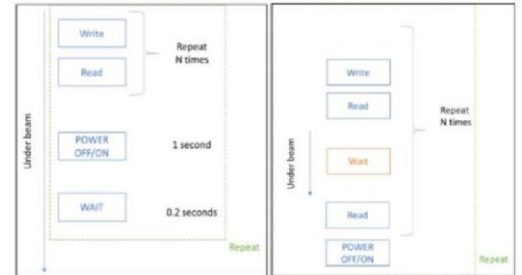 Write
Repeat
N times
Read
Under beam
POWER
OFF/ON
1 second
WAIT
0.2 seconds
Repeat
Write
Read
Repeat
N times
Under beam
Wait
Read
POWER
OFF/ON
Repeat